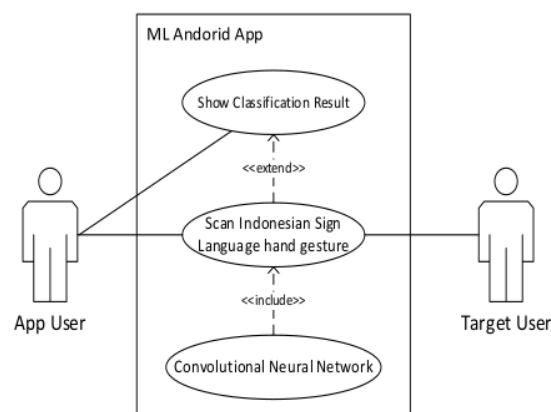 ML Andorid App
Show Classification Result
<<extend>>
Scan Indonesian Sign
Language hand gesture
App User
Target User
<<include>>
Convolutional Neural Network